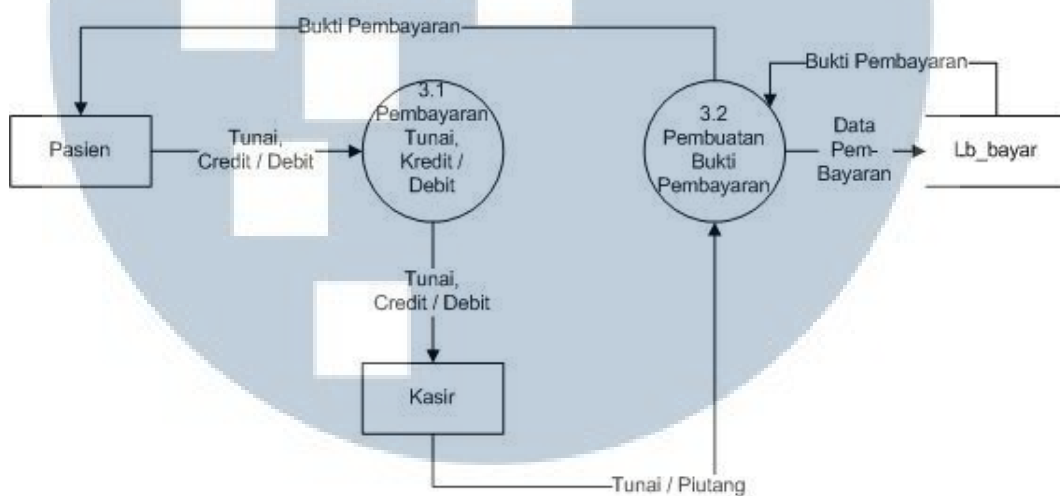 Bukti Pembayaran
Bukti Pembayaran
Pasien
Tunai,
Credit / Debit
3.1
Pembayaran
Tunai,
Kredit /
Debit
3.2
Pembuatan
Bukti
Pembayaran
Data
Pem-
Bayaran
Lb_bayar
Tunai,
Credit / Debit
Kasir
Tunai / Piutang